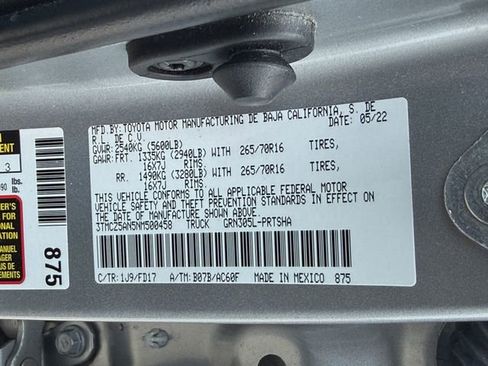 MFD.BY:TOYOTA MOTOR MANUFACTURING DE BAJA CALIFORNIA, S. DE
R.L. DE C.V. DATE: 05/22
GVWR: 2540KG (5600LB)
GAWR: FRT. 1335KG (2940LB) WITH 265/70R16 TIRES,
16X7J RIMS.
RR. 1490KG (3280LB) WITH 265/70R16 TIRES,
16X7J RIMS.
THIS VEHICLE CONFORMS TO ALL APPLICABLE FEDERAL MOTOR
VEHICLE SAFETY AND THEFT PREVENTION STANDARDS IN EFFECT ON
THE DATE OF MANUFACTURE SHOWN ABOVE.
3TMCZ5AN5NM500458 TRUCK GRN305L-PRTSHA
C/TR: 1J9/FD17 A/TM: B07B/AC60F MADE IN MEXICO 875
3
lbs.
lb.
875